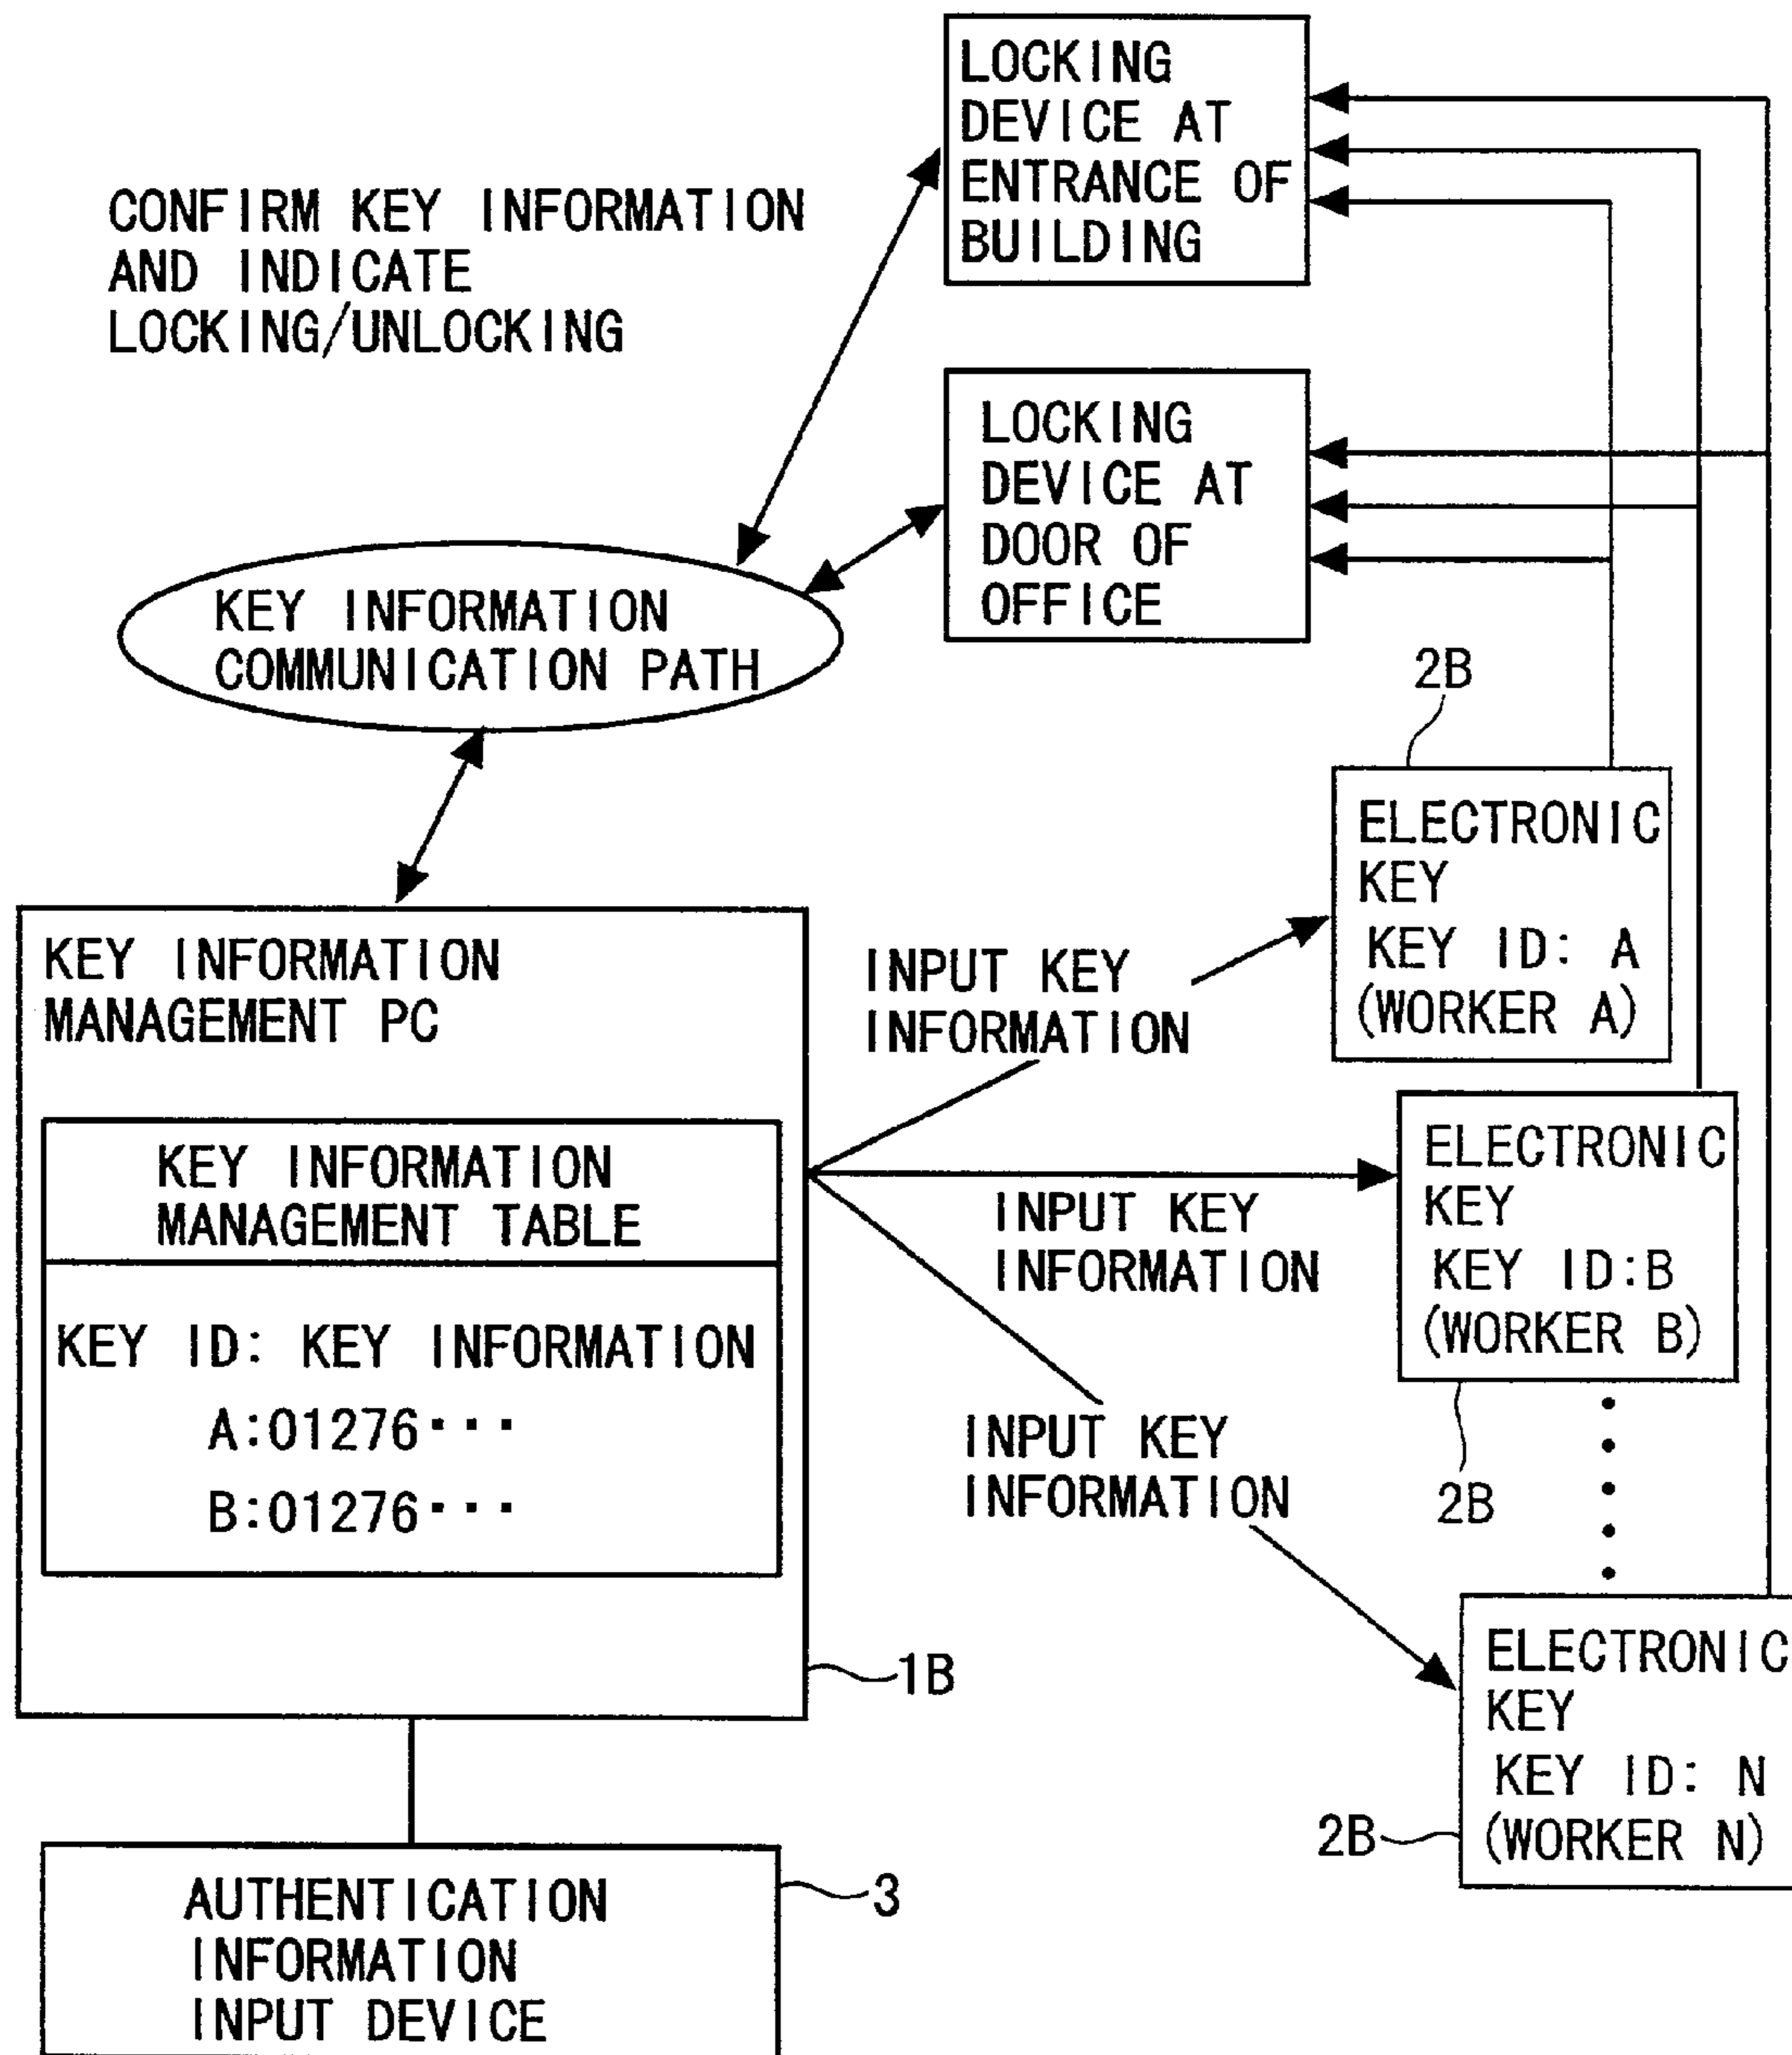 LOCKING
DEVICE AT
ENTRANCE OF
BUILDING
CONFIRM KEY INFORMATION
AND INDICATE
LOCKING/UNLOCKING
LOCKING
DEVICE AT
DOOR OF
OFFICE
KEY INFORMATION
COMMUNICATION PATH
2B
ELECTRONIC
KEY
KEY ID: A
(WORKER A)
KEY INFORMATION
MANAGEMENT PC
INPUT KEY
INFORMATION
KEY INFORMATION
MANAGEMENT TABLE
KEY ID: KEY INFORMATION
A:01276···
B:01276···
INPUT KEY
INFORMATION
ELECTRONIC
KEY
KEY ID:B
(WORKER B)
2B
INPUT KEY
INFORMATION
1B
ELECTRONIC
KEY
KEY ID: N
(WORKER N)
2B
AUTHENTICATION
INFORMATION
INPUT DEVICE
3